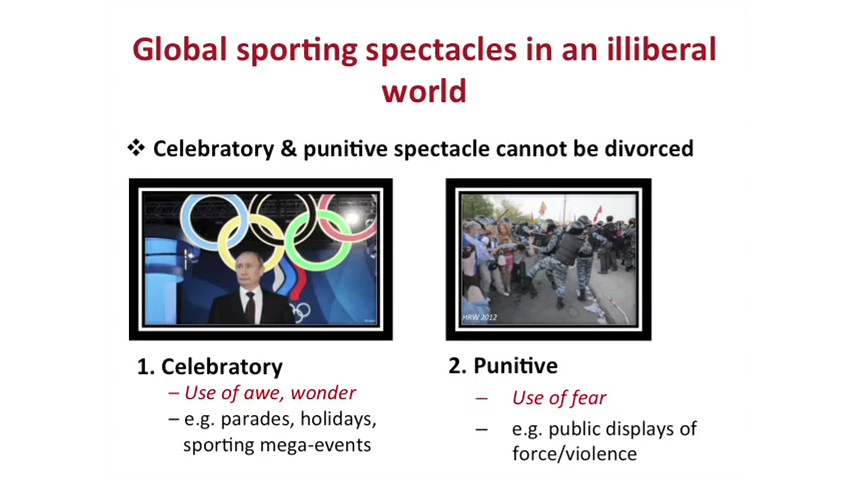 Global sporting spectacles in an illiberal
world
❖ Celebratory & punitive spectacle cannot be divorced
HRW 2012
1. Celebratory
– Use of awe, wonder
– e.g. parades, holidays,
sporting mega-events
2. Punitive
– Use of fear
– e.g. public displays of
force/violence